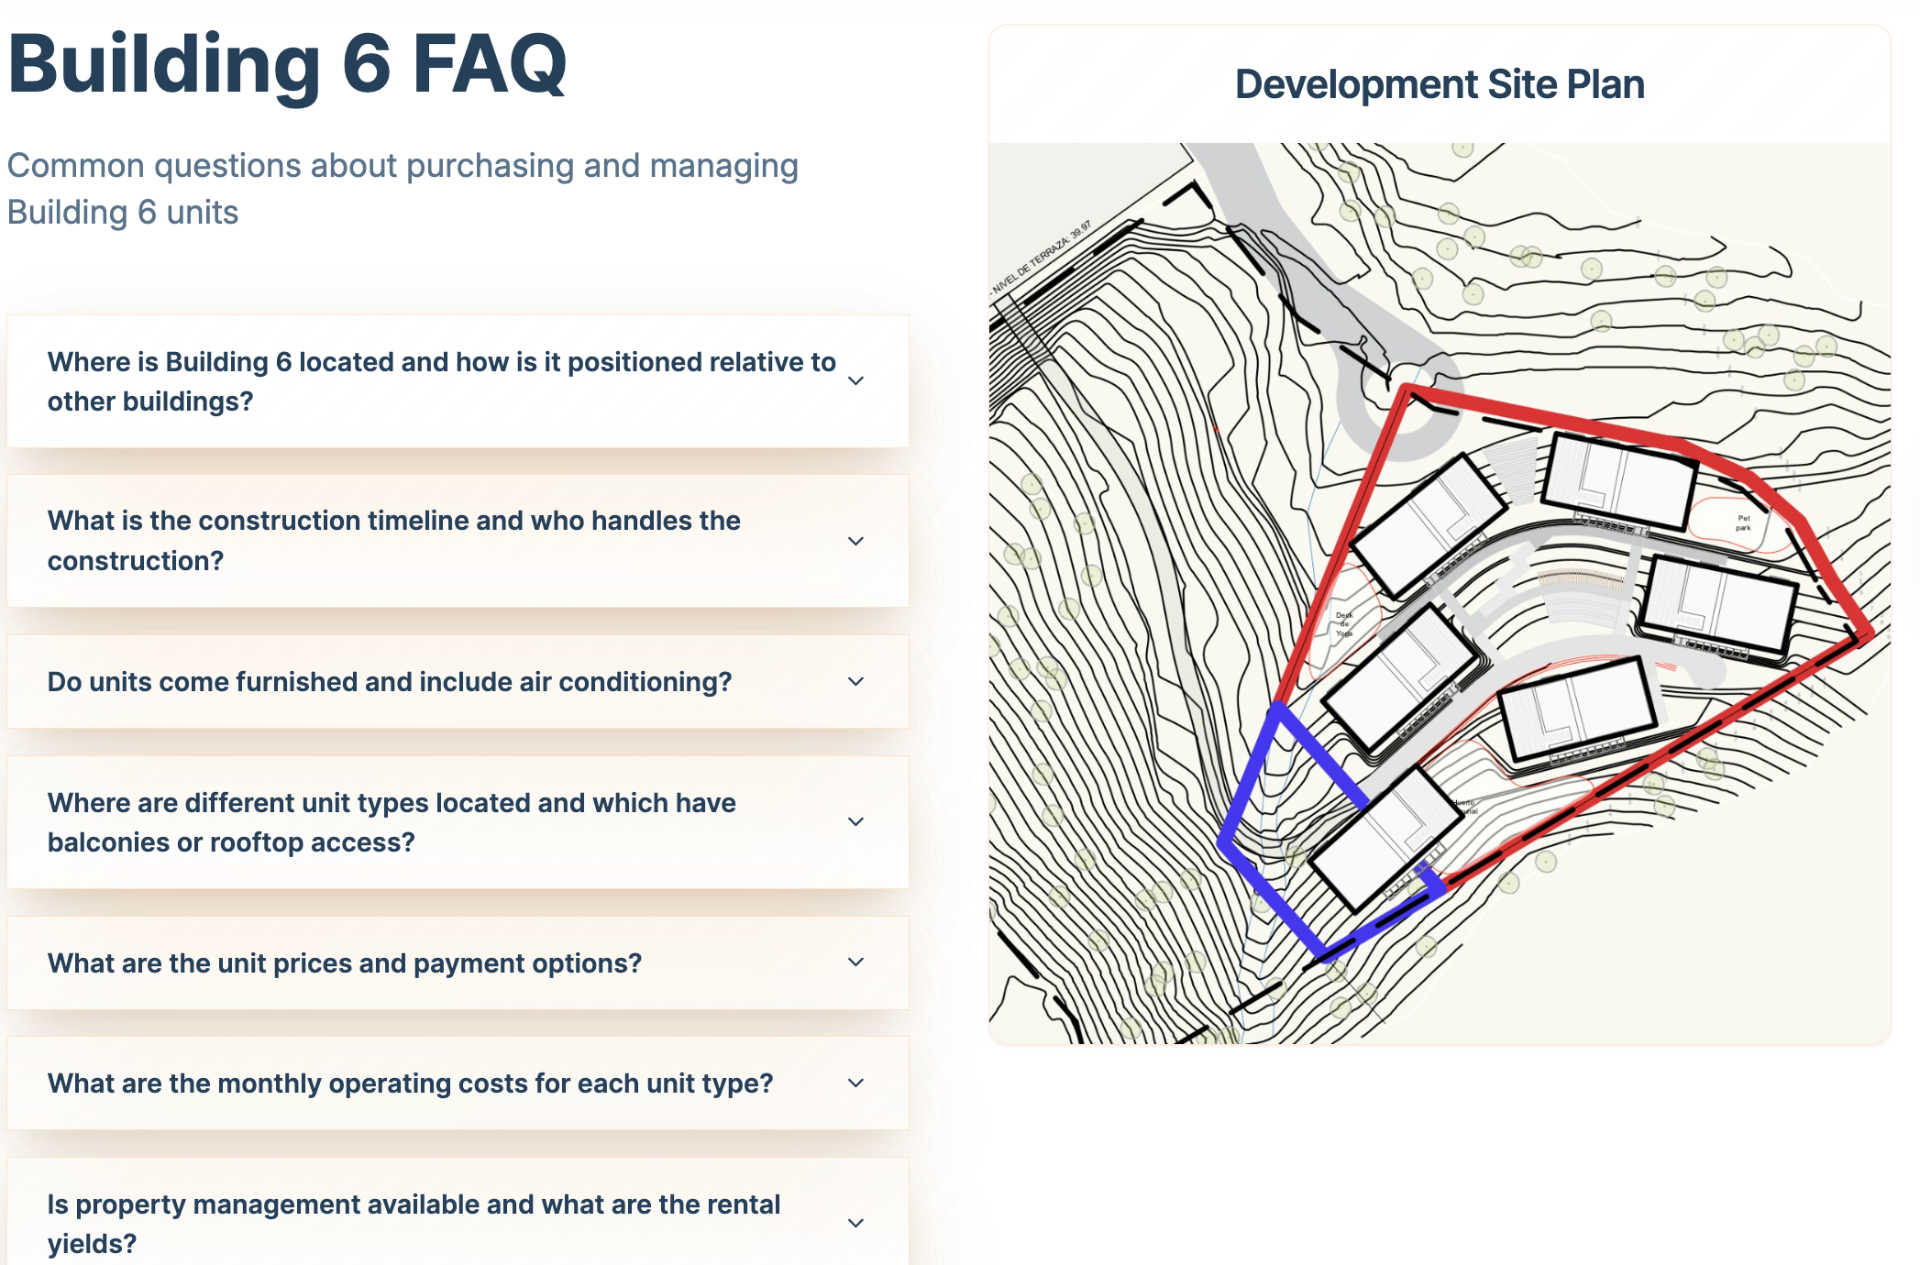 Building 6 FAQ
Common questions about purchasing and managing
Building 6 units
Where is Building 6 located and how is it positioned relative to
other buildings?
What is the construction timeline and who handles the
construction?
Do units come furnished and include air conditioning?
Where are different unit types located and which have
balconies or rooftop access?
What are the unit prices and payment options?
What are the monthly operating costs for each unit type?
Is property management available and what are the rental
yields?
Development Site Plan
- NIVEL DE TERRAZA: 39.97
Pet
park
Deck
de
Yoga